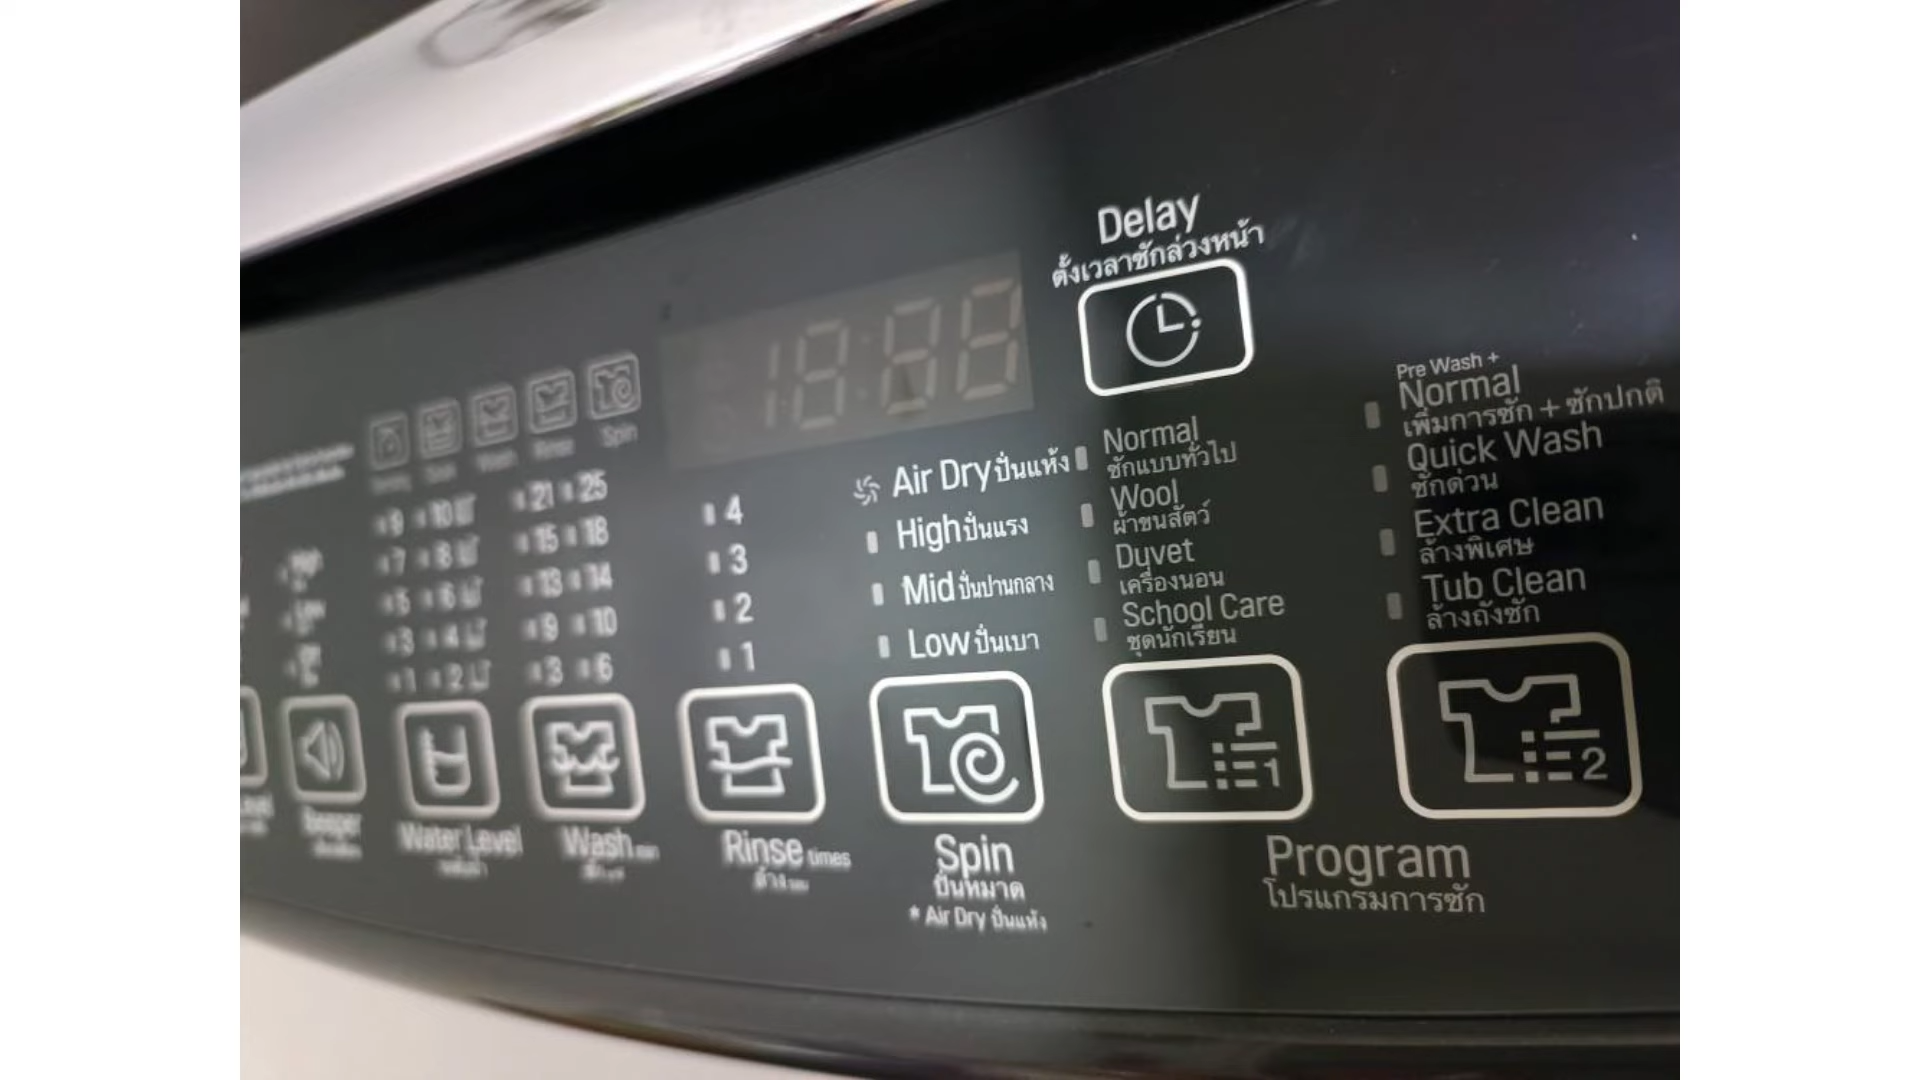 Delay
ตั้งเวลาซักล่วงหน้า
18:88
Spin
Air Dry ปั่นแห้ง
High ปั่นแรง
Mid ปั่นปานกลาง
Low ปั่นเบา
Normal
ซักแบบทั่วไป
Wool
ผ้าขนสัตว์
Duvet
เครื่องนอน
School Care
ชุดนักเรียน
Pre Wash +
Normal
เพิ่มการซัก + ซักปกติ
Quick Wash
ซักด่วน
Extra Clean
ล้างพิเศษ
Tub Clean
ล้างถังซัก
9 10
7 8
5 6
3 4
1 2
21 25
15 18
13 14
9 10
3 6
4
3
2
1
1
2
Beeper
Water Level
Wash
Rinse times
ล้าง
Spin
ปั่นหมาด
* Air Dry ปั่นแห้ง
Program
โปรแกรมการซัก